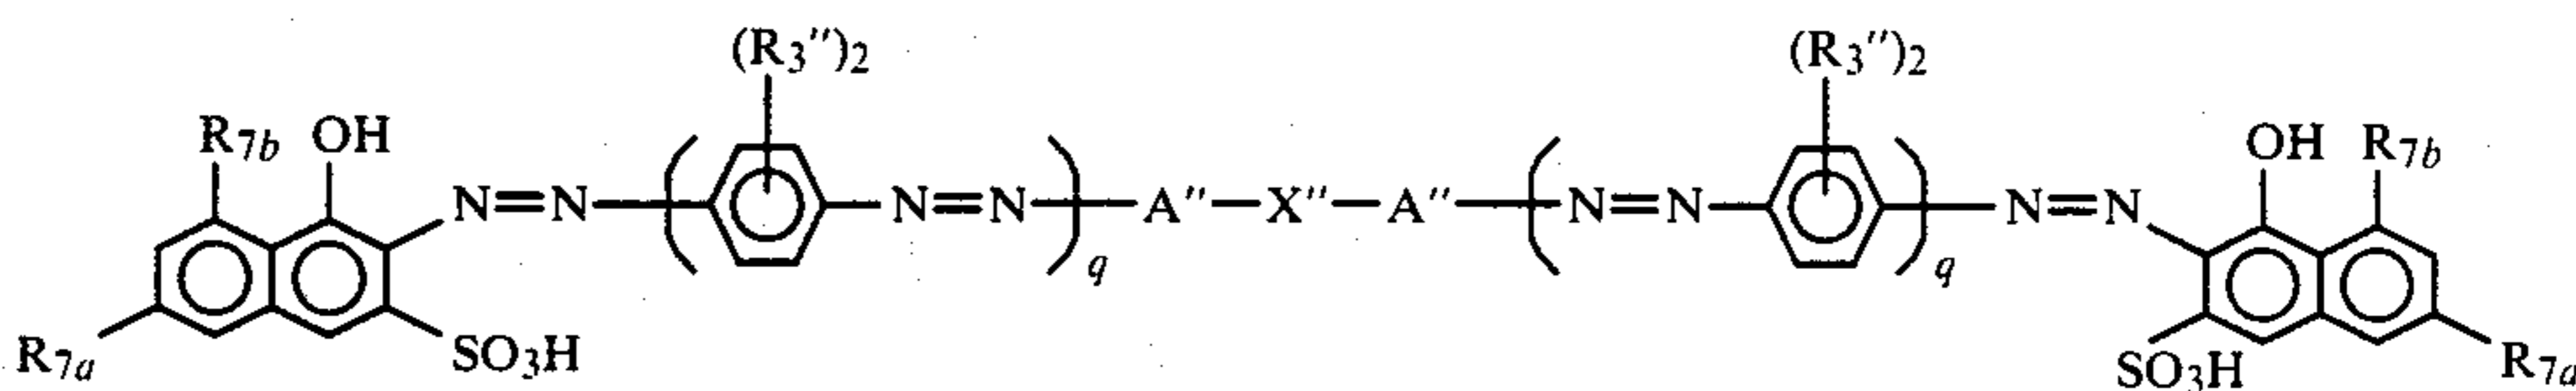 (R₃″)₂ (R₃″)₂
R₇b OH OH R₇b
N=N N=N A″—X″—A″ N=N N=N
q q
R₇a SO₃H SO₃H R₇a